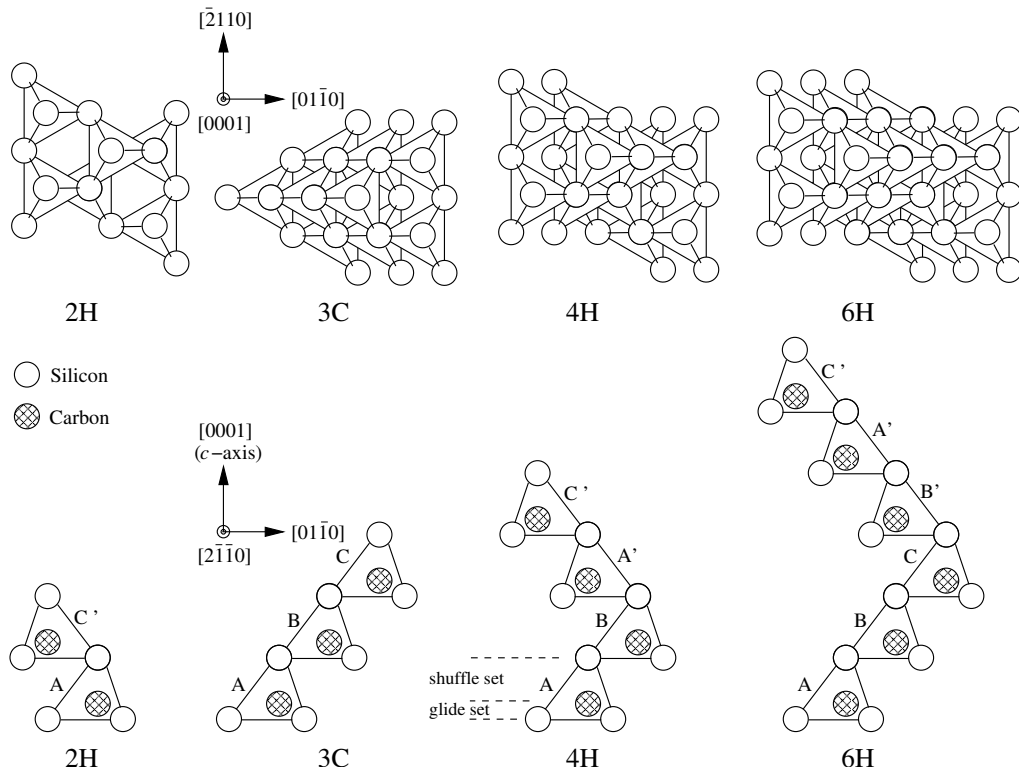 [2̄110]
[011̄0]
[0001]
2H
3C
4H
6H
Silicon
Carbon
[0001]
(c−axis)
[011̄0]
[21̄1̄0]
C'
A
2H
C
B
A
3C
C'
A'
B
shuffle set
A
glide set
4H
C'
A'
B'
C
B
A
6H